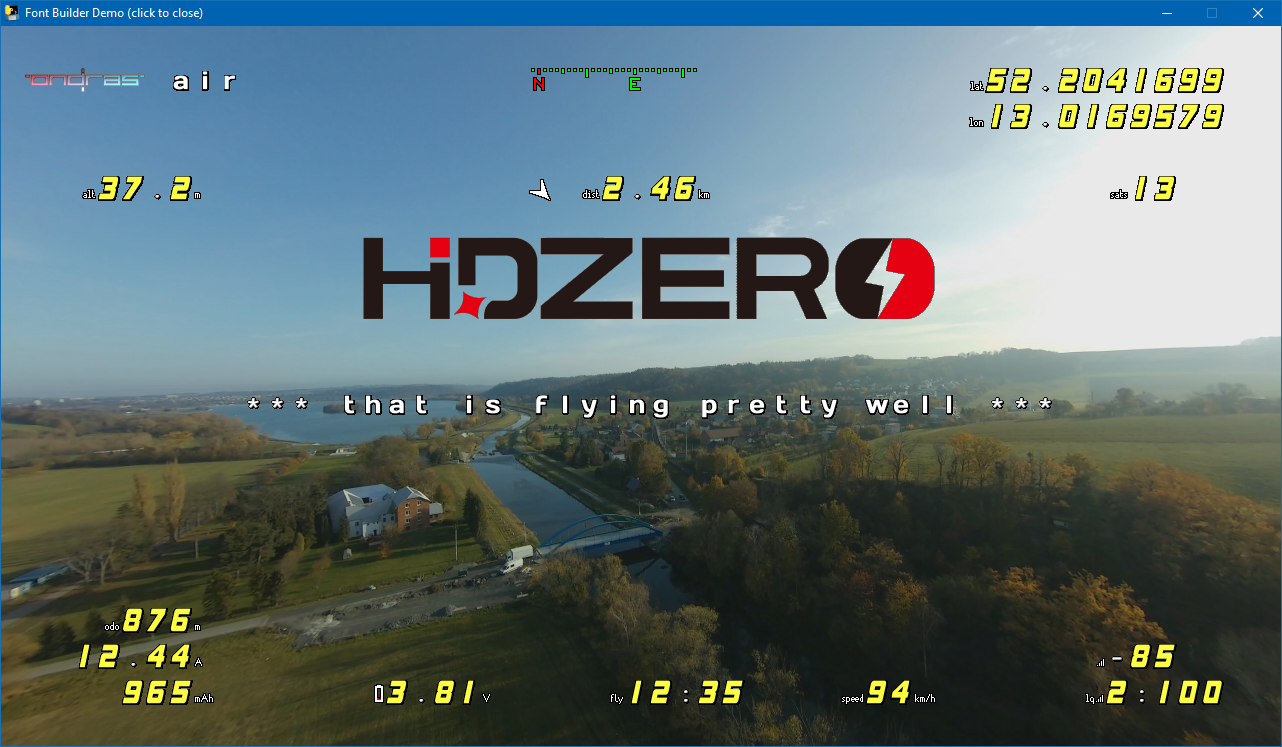 Font Builder Demo (click to close)
ondras air
N E
lat 52.2041699
lon 13.0169579
alt 37.2 m
dist 2.46 km
sats 13
HDZERO
*** that is flying pretty well ***
odo 876 m
12.44 A
-85
965 mAh
3.81 V
fly 12:35
speed 94 km/h
lq 2:100